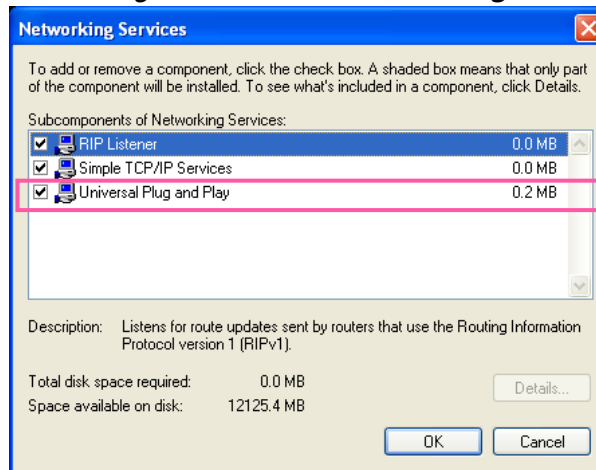 Networking Services
To add or remove a component, click the check box. A shaded box means that only part
of the component will be installed. To see what's included in a component, click Details.
Subcomponents of Networking Services:
RIP Listener 0.0 MB
Simple TCP/IP Services 0.0 MB
Universal Plug and Play 0.2 MB
Description: Listens for route updates sent by routers that use the Routing Information
Protocol version 1 (RIPv1).
Total disk space required: 0.0 MB
Details...
Space available on disk: 12125.4 MB
OK Cancel